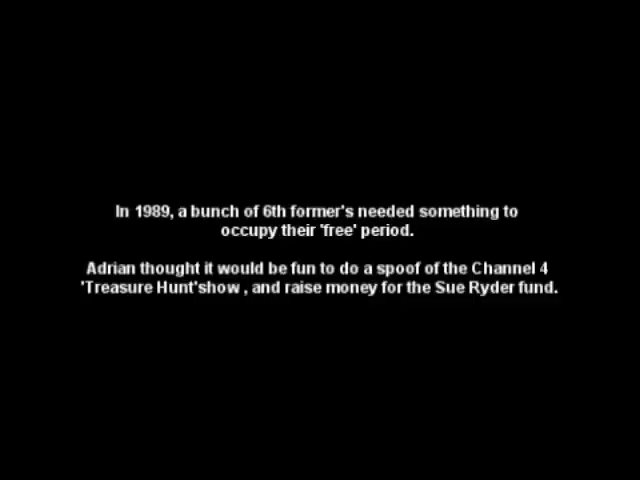 In 1989, a bunch of 6th former's needed something to
occupy their 'free' period.
Adrian thought it would be fun to do a spoof of the Channel 4
'Treasure Hunt'show , and raise money for the Sue Ryder fund.